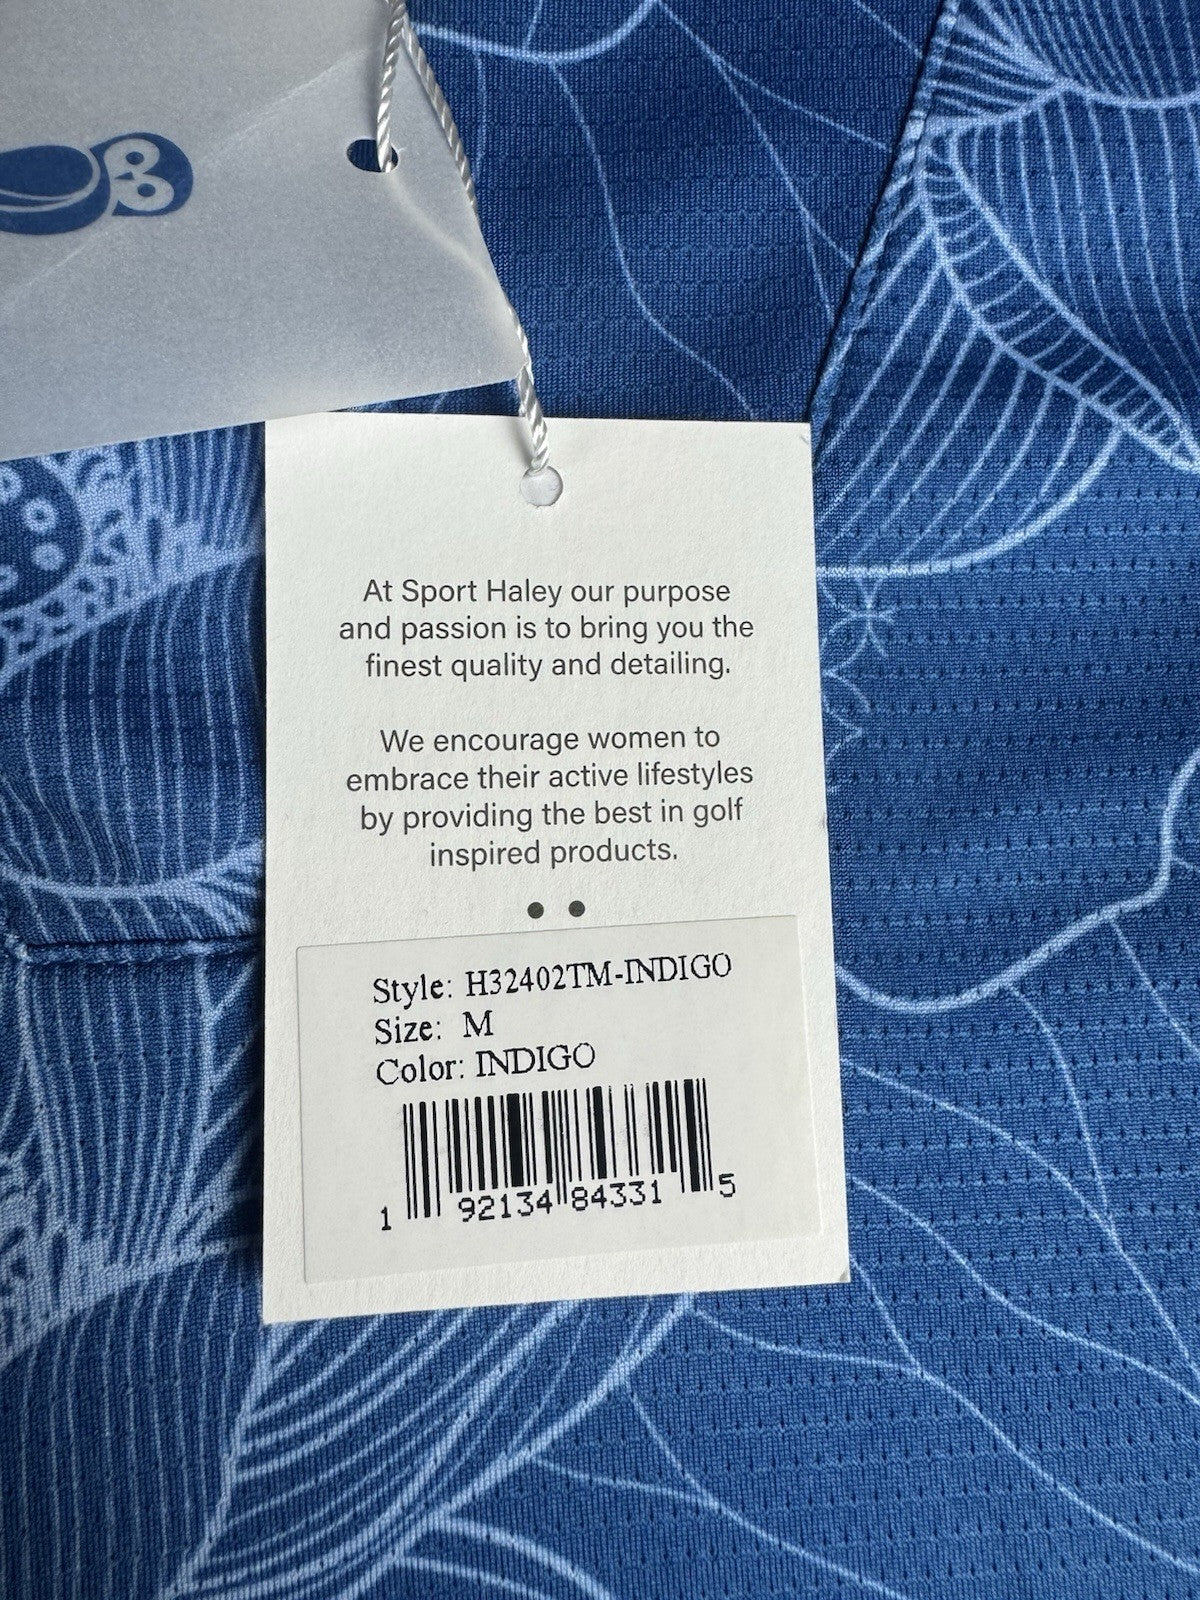 At Sport Haley our purpose
and passion is to bring you the
finest quality and detailing.
We encourage women to
embrace their active lifestyles
by providing the best in golf
inspired products.
Style: H32402TM-INDIGO
Size: M
Color: INDIGO
1 92134 84331 5